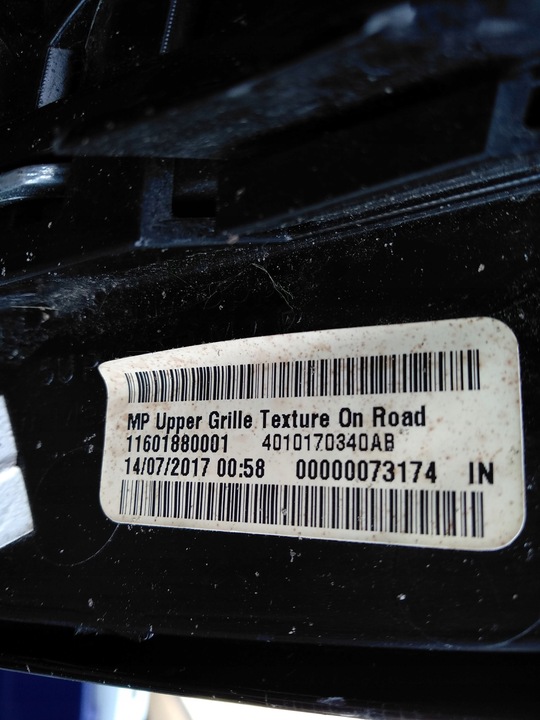 MP Upper Grille Texture On Road
11601880001 4010170340AB
14/07/2017 00:58 00000073174 IN